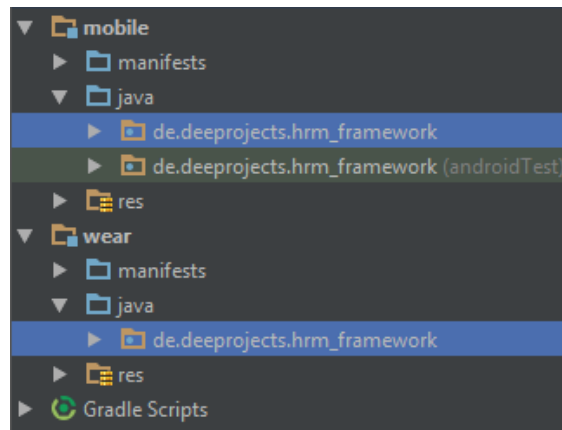 mobile
manifests
java
de.deeprojects.hrm_framework
de.deeprojects.hrm_framework (androidTest)
res
wear
manifests
java
de.deeprojects.hrm_framework
res
Gradle Scripts